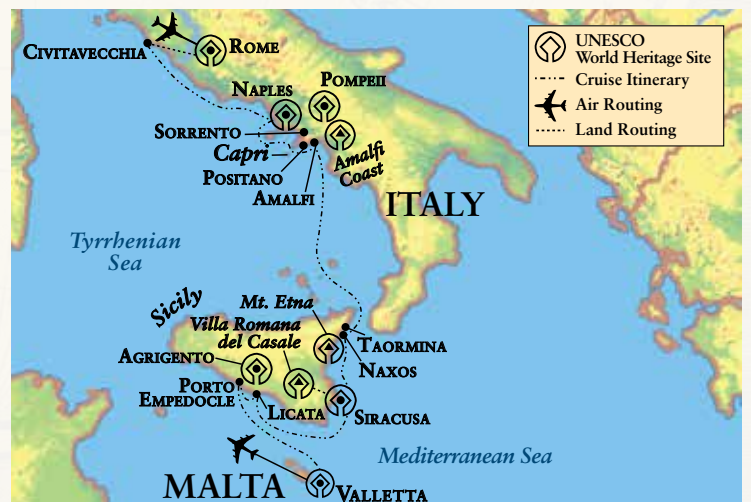 CIVITAVECCHIA
ROME
UNESCO
World Heritage Site
Cruise Itinerary
Air Routing
Land Routing
NAPLES
POMPEII
SORRENTO
Capri
POSITANO
AMALFI
Amalfi
Coast
ITALY
Tyrrhenian
Sea
Sicily
Mt. Etna
Villa Romana
del Casale
TAORMINA
NAXOS
AGRIGENTO
PORTO
EMPEDOCLE
LICATA
SIRACUSA
Mediterranean Sea
MALTA
VALLETTA